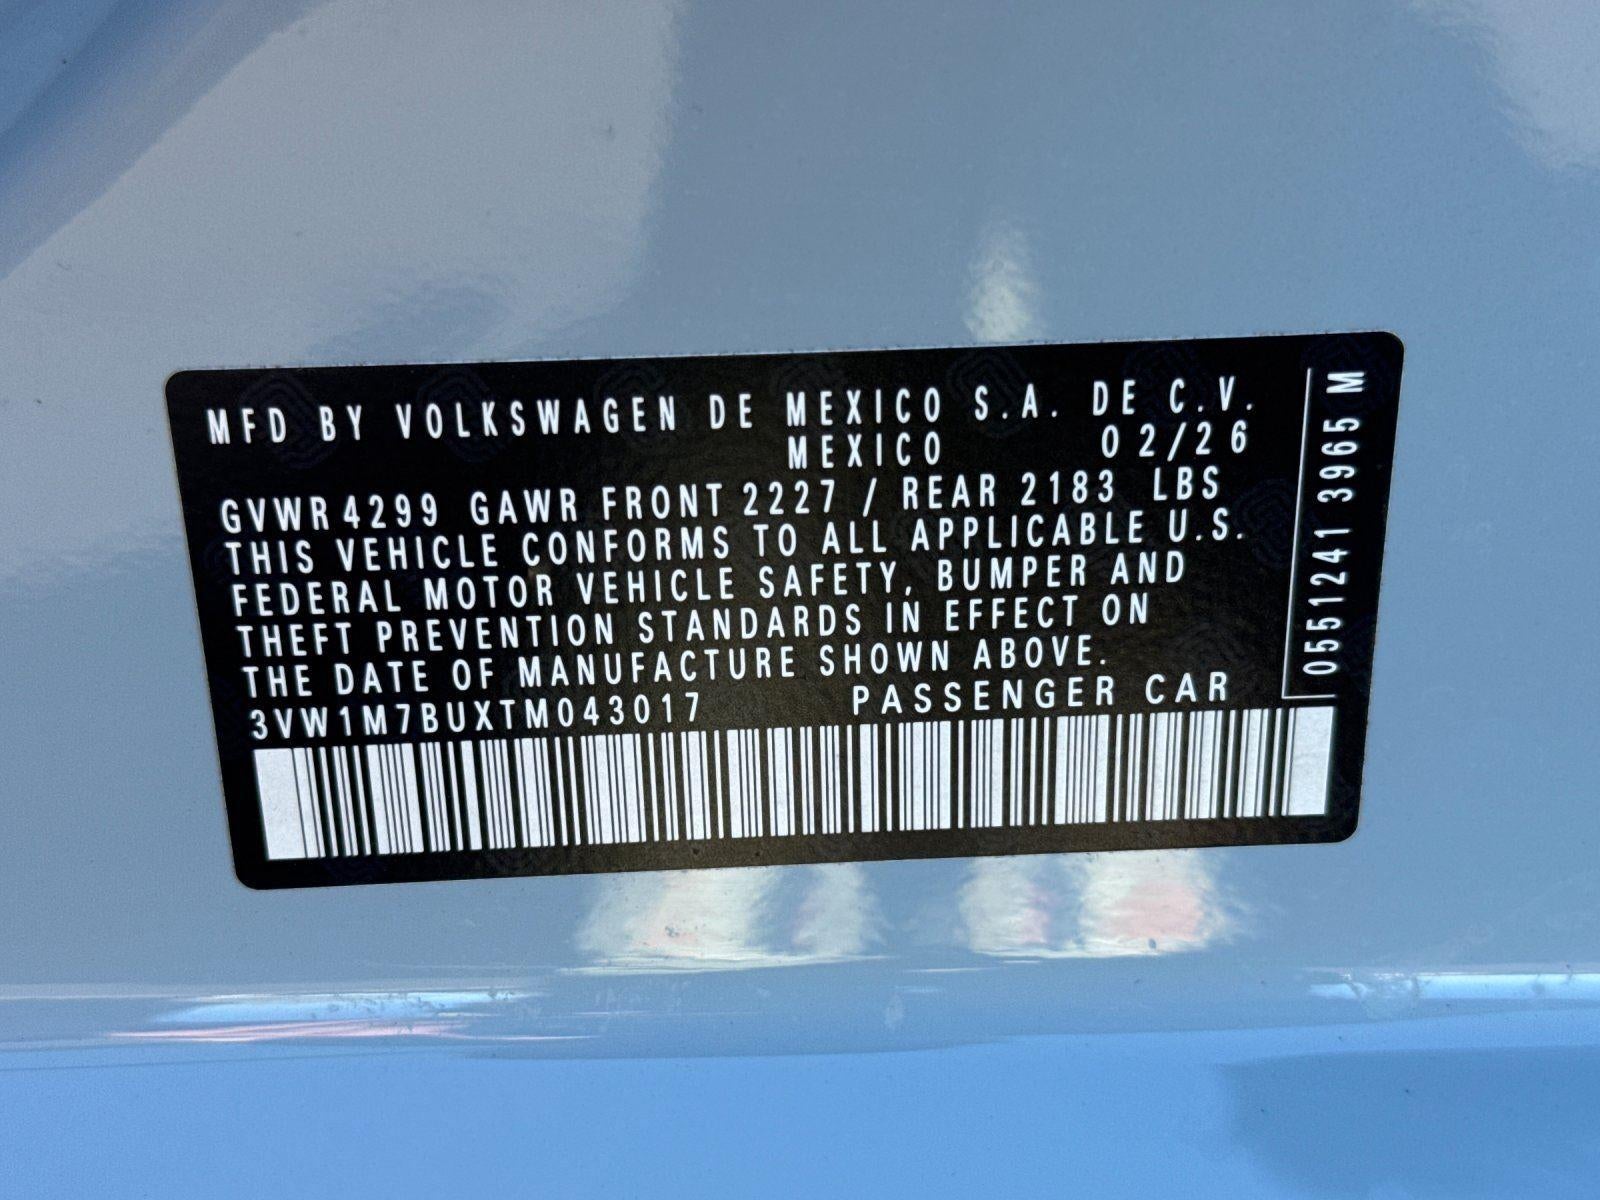 MFD BY VOLKSWAGEN DE MEXICO S.A. DE C.V.
MEXICO 02/26
GVWR 4299 GAWR FRONT 2227 / REAR 2183 LBS
THIS VEHICLE CONFORMS TO ALL APPLICABLE U.S.
FEDERAL MOTOR VEHICLE SAFETY, BUMPER AND
THEFT PREVENTION STANDARDS IN EFFECT ON
THE DATE OF MANUFACTURE SHOWN ABOVE.
3VW1M7BUXTM043017 PASSENGER CAR
0551241 3965 M